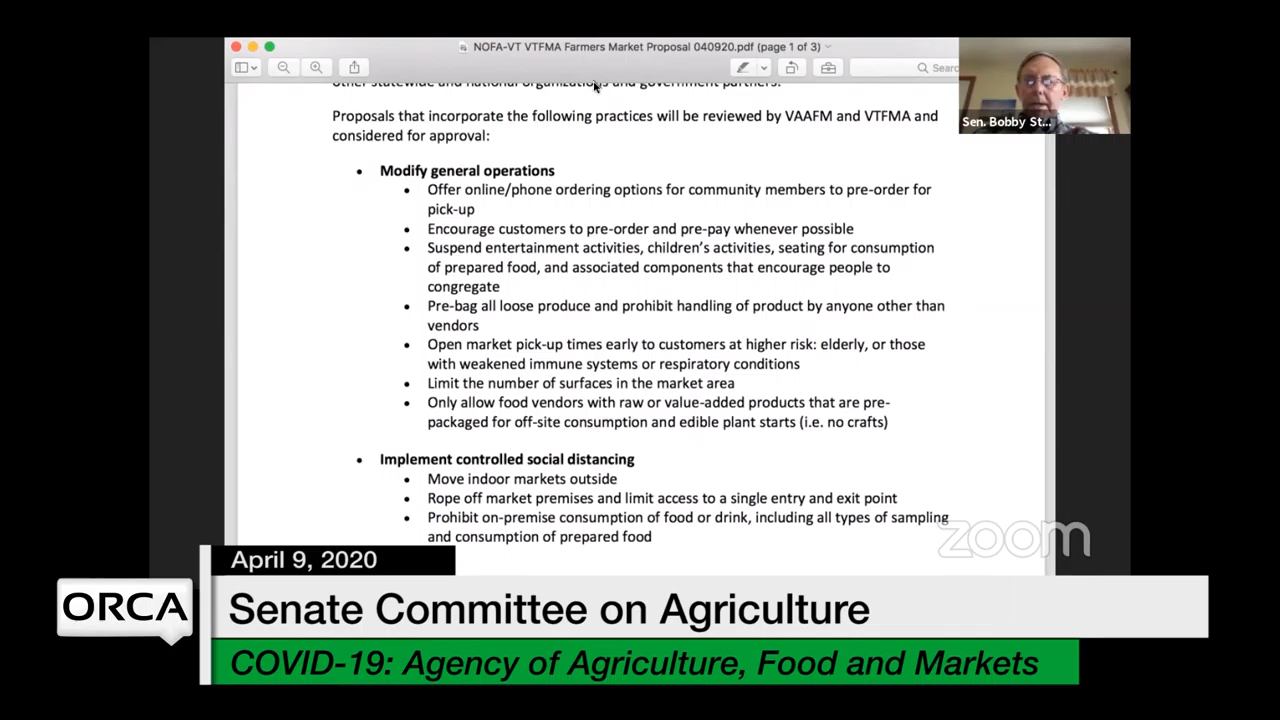 NOFA-VT VTFMA Farmers Market Proposal 040920.pdf (page 1 of 3)
Sear
other statewide and national organizations and government partners.
Proposals that incorporate the following practices will be reviewed by VAAFM and VTFMA and
considered for approval:
Sen. Bobby St...
• Modify general operations
• Offer online/phone ordering options for community members to pre-order for
pick-up
• Encourage customers to pre-order and pre-pay whenever possible
• Suspend entertainment activities, children's activities, seating for consumption
of prepared food, and associated components that encourage people to
congregate
• Pre-bag all loose produce and prohibit handling of product by anyone other than
vendors
• Open market pick-up times early to customers at higher risk: elderly, or those
with weakened immune systems or respiratory conditions
• Limit the number of surfaces in the market area
• Only allow food vendors with raw or value-added products that are pre-
packaged for off-site consumption and edible plant starts (i.e. no crafts)
• Implement controlled social distancing
• Move indoor markets outside
• Rope off market premises and limit access to a single entry and exit point
• Prohibit on-premise consumption of food or drink, including all types of sampling
and consumption of prepared food
zoom
April 9, 2020
ORCA
Senate Committee on Agriculture
COVID-19: Agency of Agriculture, Food and Markets